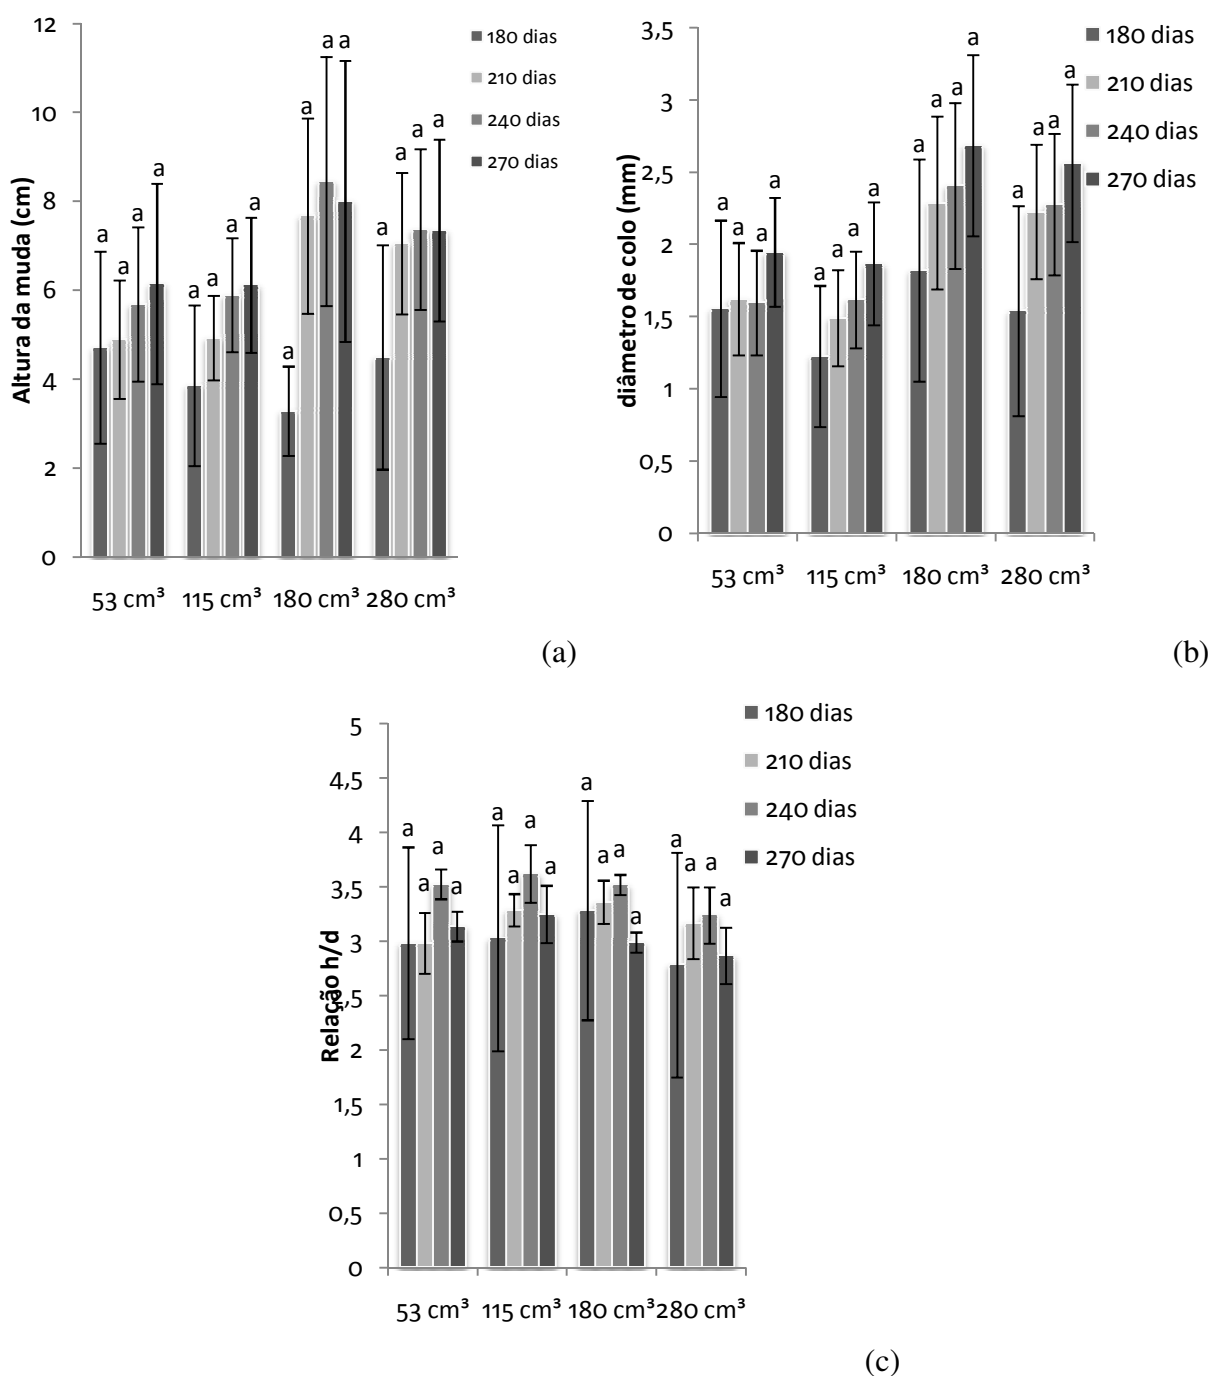 12
10
8
6
4
2
0
Altura da muda (cm)
a a a a a a a a a a a a a a a a
53 cm³ 115 cm³ 180 cm³ 280 cm³
180 dias
210 dias
240 dias
270 dias
(a)
3,5
3
2,5
2
1,5
1
0,5
0
diâmetro de colo (mm)
a a a a a a a a a a a a a a a a
53 cm³ 115 cm³ 180 cm³ 280 cm³
180 dias
210 dias
240 dias
270 dias
(b)
5
4,5
4
3,5
3
2,5
2
1,5
1
0,5
0
Relação h/d
a a a a a a a a a a a a a a a a
53 cm³ 115 cm³ 180 cm³ 280 cm³
180 dias
210 dias
240 dias
270 dias
(c)